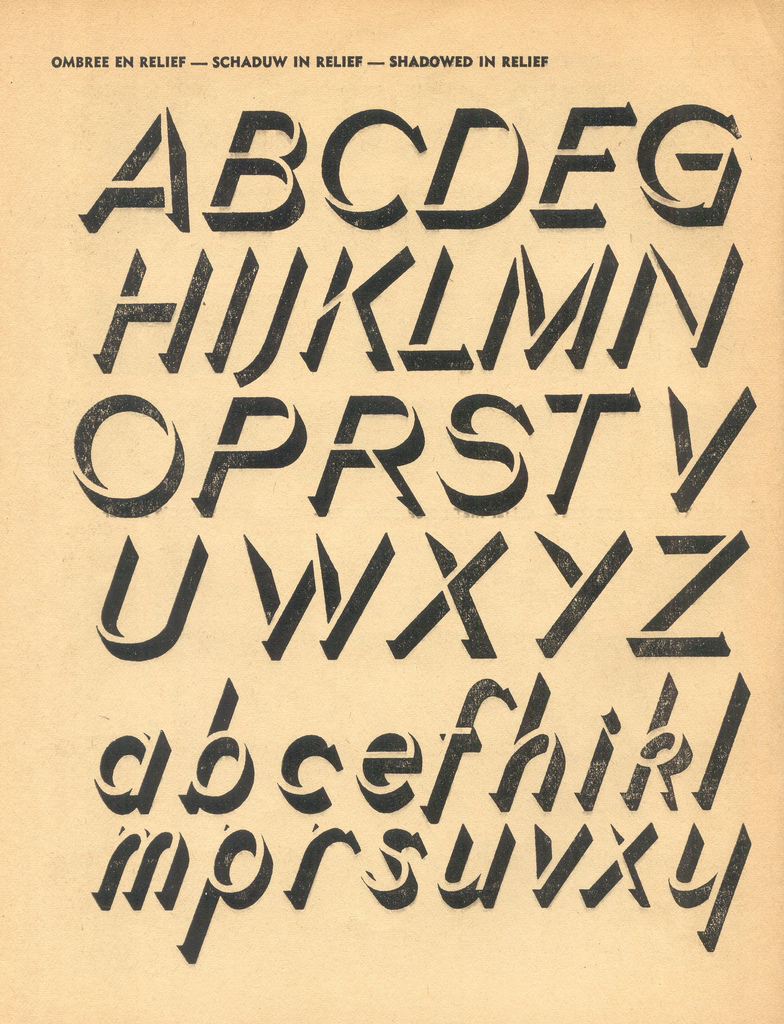 OMBREE EN RELIEF — SCHADUW IN RELIEF — SHADOWED IN RELIEF
ABCDEG
HIJKLMN
OPRSTV
UWXYZ
abcefhikl
mprsuvxy